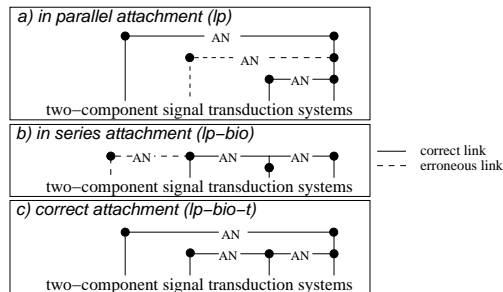 a) in parallel attachment (lp)
AN
AN
AN
two−component signal transduction systems
b) in series attachment (lp−bio)
AN AN AN
two−component signal transduction systems
correct link
erroneous link
c) correct attachment (lp−bio−t)
AN
AN AN
two−component signal transduction systems